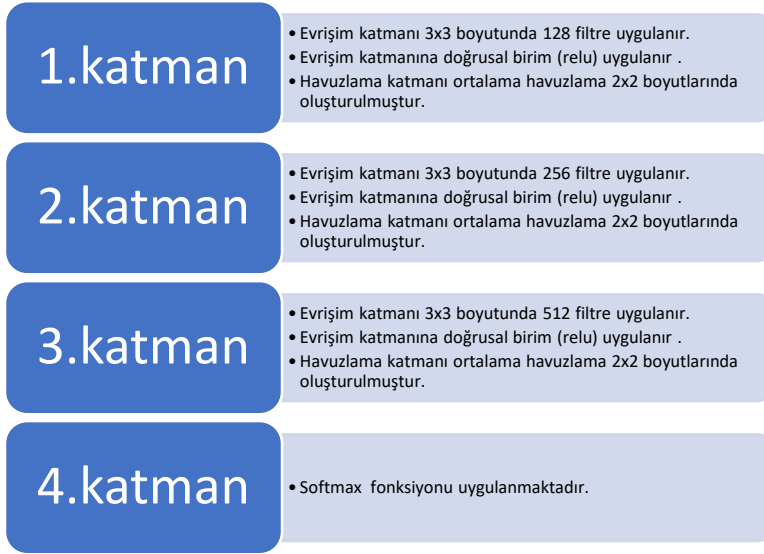 1.katman
• Evrişim katmanı 3x3 boyutunda 128 filtre uygulanır.
• Evrişim katmanına doğrusal birim (relu) uygulanır .
• Havuzlama katmanı ortalama havuzlama 2x2 boyutlarında
oluşturulmuştur.
2.katman
• Evrişim katmanı 3x3 boyutunda 256 filtre uygulanır.
• Evrişim katmanına doğrusal birim (relu) uygulanır .
• Havuzlama katmanı ortalama havuzlama 2x2 boyutlarında
oluşturulmuştur.
3.katman
• Evrişim katmanı 3x3 boyutunda 512 filtre uygulanır.
• Evrişim katmanına doğrusal birim (relu) uygulanır .
• Havuzlama katmanı ortalama havuzlama 2x2 boyutlarında
oluşturulmuştur.
4.katman
• Softmax fonksiyonu uygulanmaktadır.